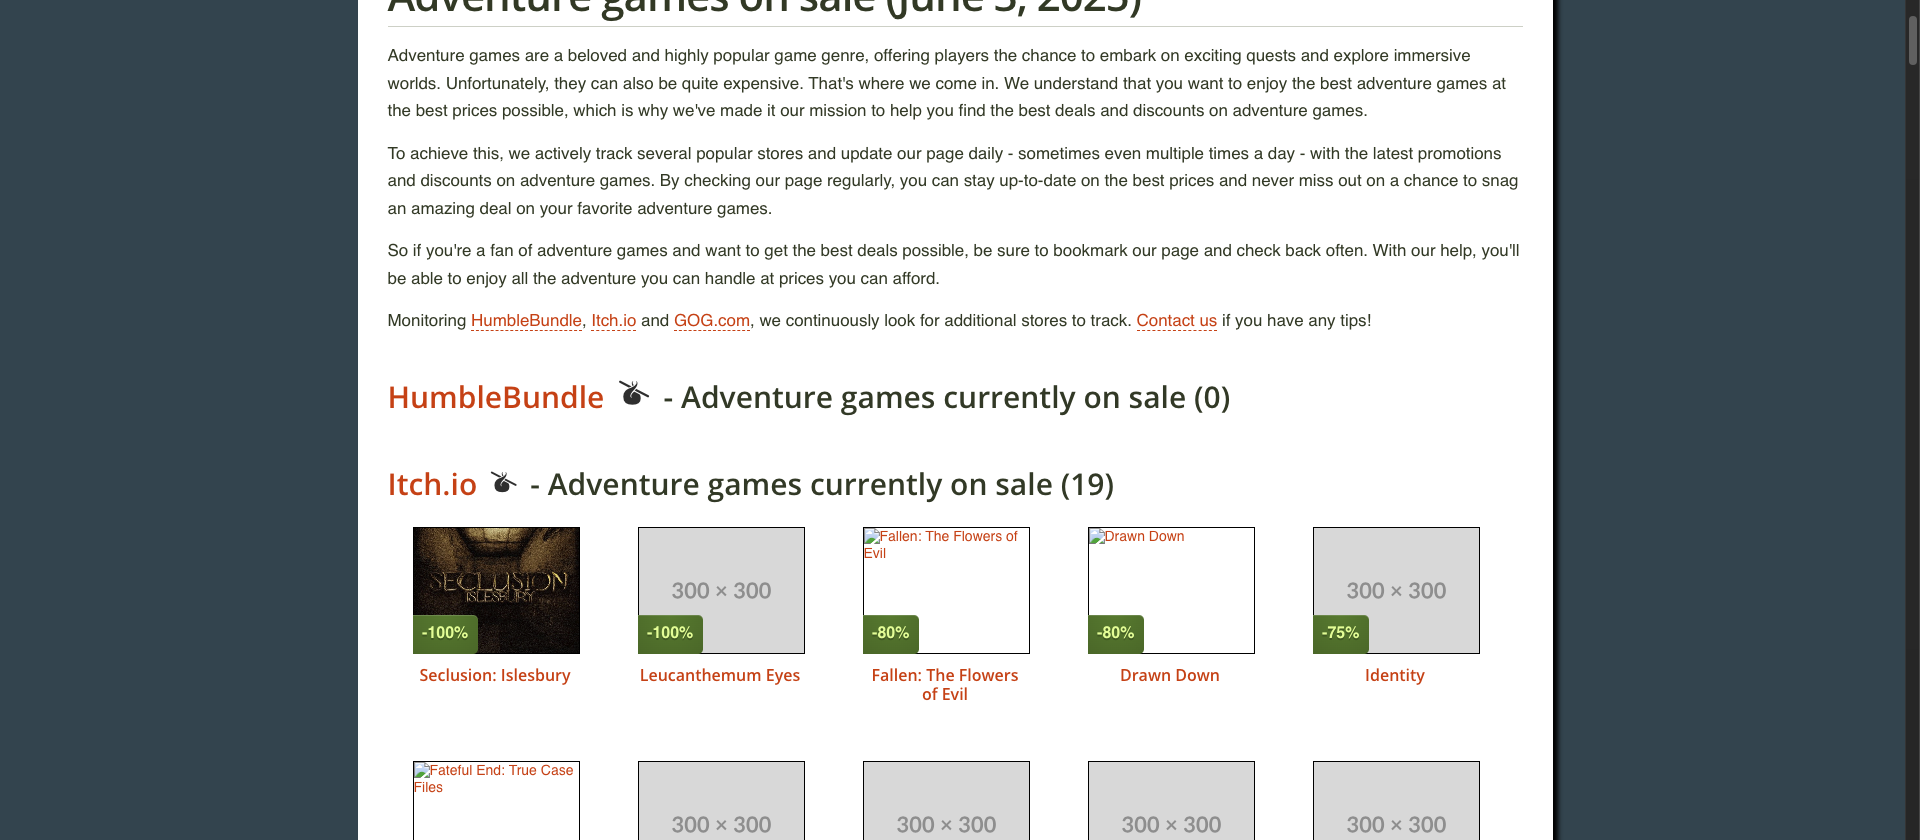 Adventure games on sale (June 3, 2025)
Adventure games are a beloved and highly popular game genre, offering players the chance to embark on exciting quests and explore immersive
worlds. Unfortunately, they can also be quite expensive. That's where we come in. We understand that you want to enjoy the best adventure games at
the best prices possible, which is why we've made it our mission to help you find the best deals and discounts on adventure games.
To achieve this, we actively track several popular stores and update our page daily - sometimes even multiple times a day - with the latest promotions
and discounts on adventure games. By checking our page regularly, you can stay up-to-date on the best prices and never miss out on a chance to snag
an amazing deal on your favorite adventure games.
So if you're a fan of adventure games and want to get the best deals possible, be sure to bookmark our page and check back often. With our help, you'll
be able to enjoy all the adventure you can handle at prices you can afford.
Monitoring HumbleBundle, Itch.io and GOG.com, we continuously look for additional stores to track. Contact us if you have any tips!
HumbleBundle - Adventure games currently on sale (0)
Itch.io - Adventure games currently on sale (19)
SECLUSION
ISLESBURY
-100%
Seclusion: Islesbury
300 × 300
-100%
Leucanthemum Eyes
Fallen: The Flowers of
Evil
-80%
Fallen: The Flowers
of Evil
Drawn Down
-80%
Drawn Down
300 × 300
-75%
Identity
Fateful End: True Case
Files
300 × 300
300 × 300
300 × 300
300 × 300